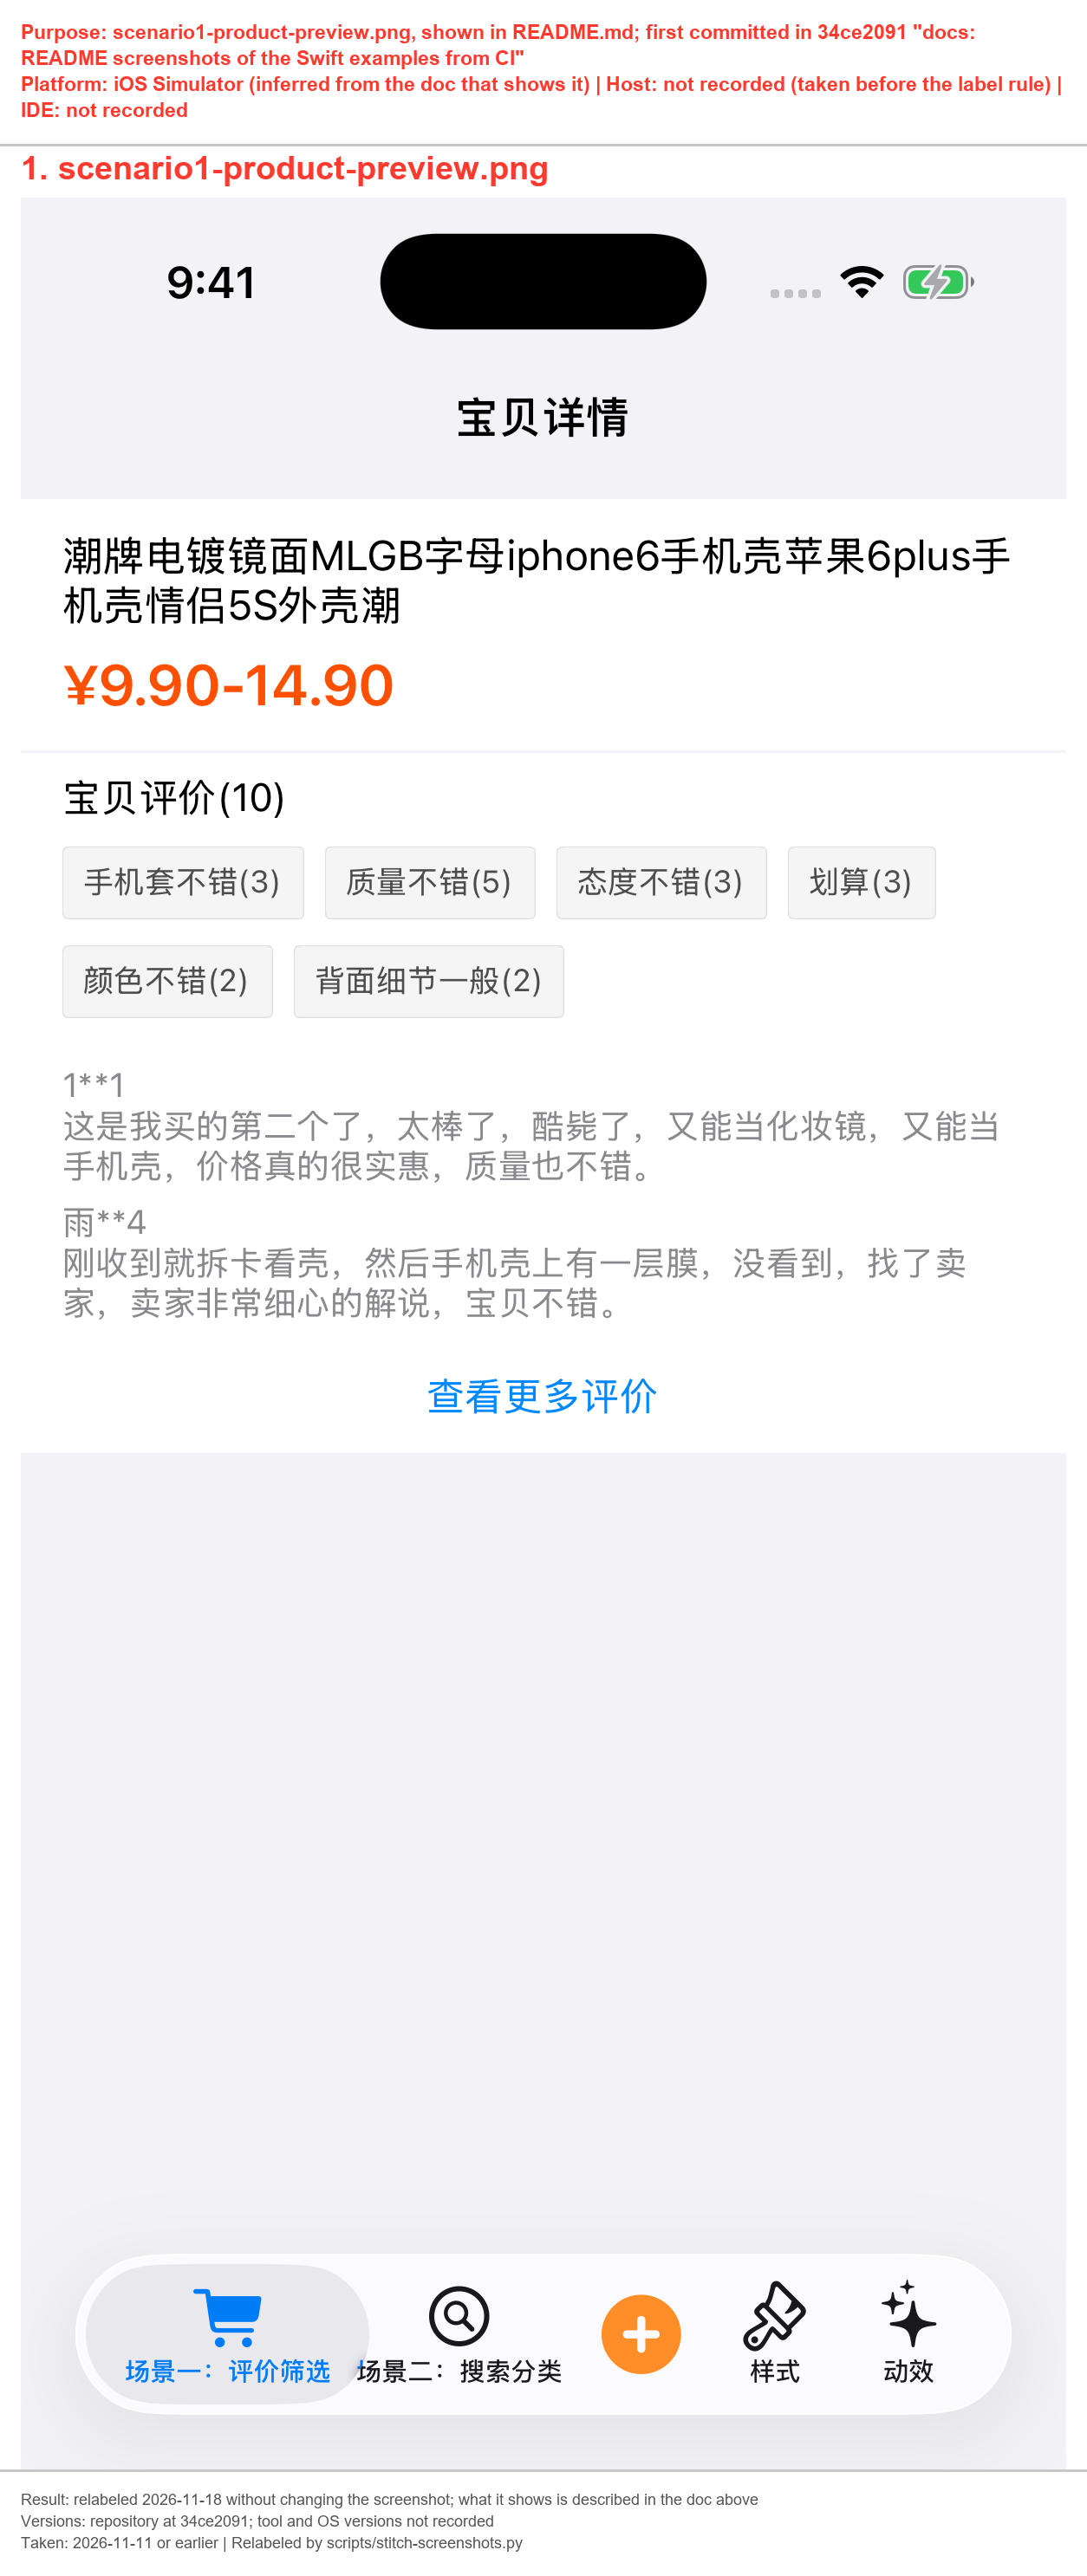 Purpose: scenario1-product-preview.png, shown in README.md; first committed in 34ce2091 "docs:
README screenshots of the Swift examples from CI"
Platform: iOS Simulator (inferred from the doc that shows it) | Host: not recorded (taken before the label rule) |
IDE: not recorded
1. scenario1-product-preview.png
9:41
宝贝详情
潮牌电镀镜面MLGB字母iphone6手机壳苹果6plus手
机壳情侣5S外壳潮
¥9.90-14.90
宝贝评价(10)
手机套不错(3) 质量不错(5) 态度不错(3) 划算(3)
颜色不错(2) 背面细节一般(2)
1**1
这是我买的第二个了，太棒了，酷毙了，又能当化妆镜，又能当
手机壳，价格真的很实惠，质量也不错。
雨**4
刚收到就拆卡看壳，然后手机壳上有一层膜，没看到，找了卖
家，卖家非常细心的解说，宝贝不错。
查看更多评价
场景一：评价筛选 场景二：搜索分类 样式 动效
Result: relabeled 2026-11-18 without changing the screenshot; what it shows is described in the doc above
Versions: repository at 34ce2091; tool and OS versions not recorded
Taken: 2026-11-11 or earlier | Relabeled by scripts/stitch-screenshots.py